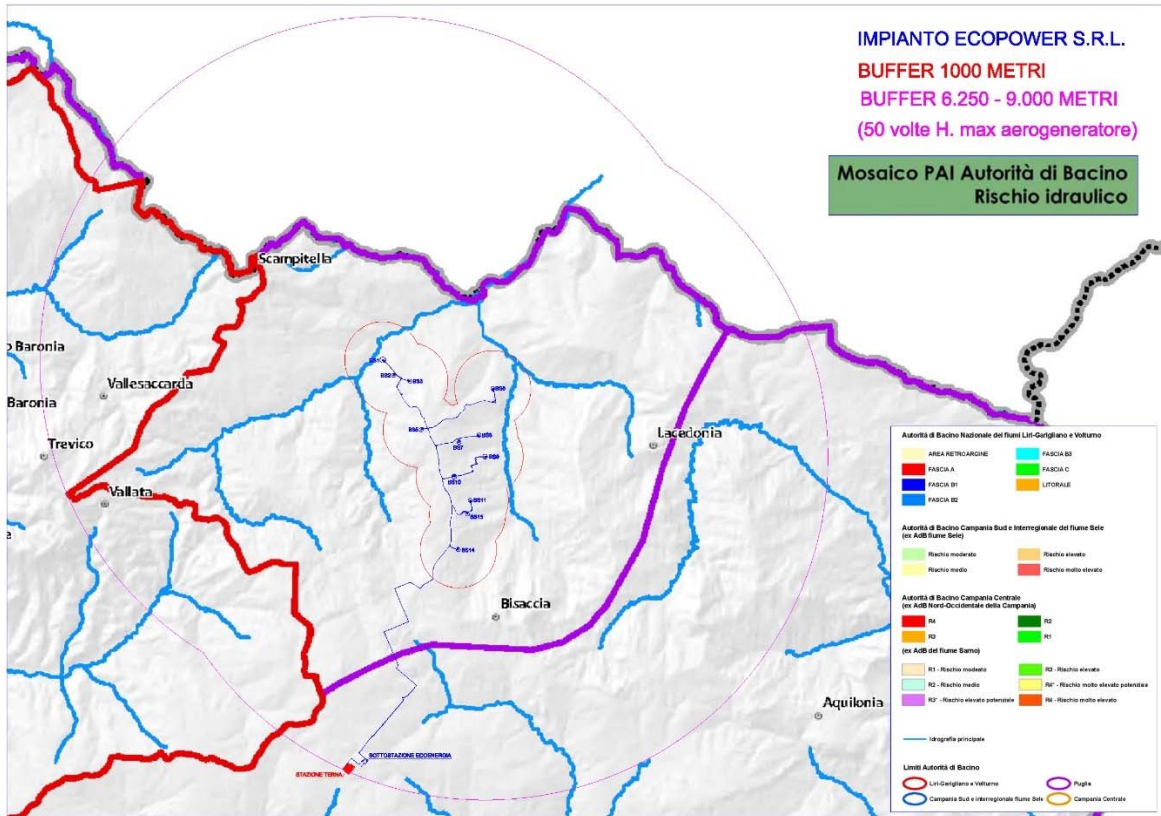 IMPIANTO ECOPOWER S.R.L.
BUFFER 1000 METRI
BUFFER 6.250 - 9.000 METRI
(50 volte H. max aerogeneratore)
Mosaico PAI Autorità di Bacino
Rischio idraulico
Scampitella
o Baronia
Vallesaccarda
Baronia
Trevico
Vallata
Lacedonia
Bisaccia
Aquilonia
BS3
BS10
BS11
BS14
SOTTOSTAZIONE ECOENERGIA
STAZIONE TERNA
Autorità di Bacino Nazionale dei fiumi Liri-Garigliano e Volturno
AREA RETROARGINE
FASCIA B3
FASCIA A
FASCIA C
FASCIA B1
LITORALE
FASCIA B2
Autorità di Bacino Campania Sud e Interregionale del fiume Sele
(ex AdB fiume Sele)
Rischio moderato
Rischio elevato
Rischio medio
Rischio molto elevato
Autorità di Bacino Campania Centrale
(ex AdB Nord-Occidentale della Campania)
R4
R2
R3
R1
(ex AdB del fiume Sarno)
R1 - Rischio modeato
R3 - Rischio elevato
R2 - Rischio medio
R4* - Rischio molto elevato potenziale
R3* - Rischio elevato potenziale
R4 - Rischio molto elevato
Idrografia principale
Limiti Autorità di Bacino
Liri-Garigliano e Volturno
Puglia
Campania Sud e interregionale fiume Sele
Campania Centrale